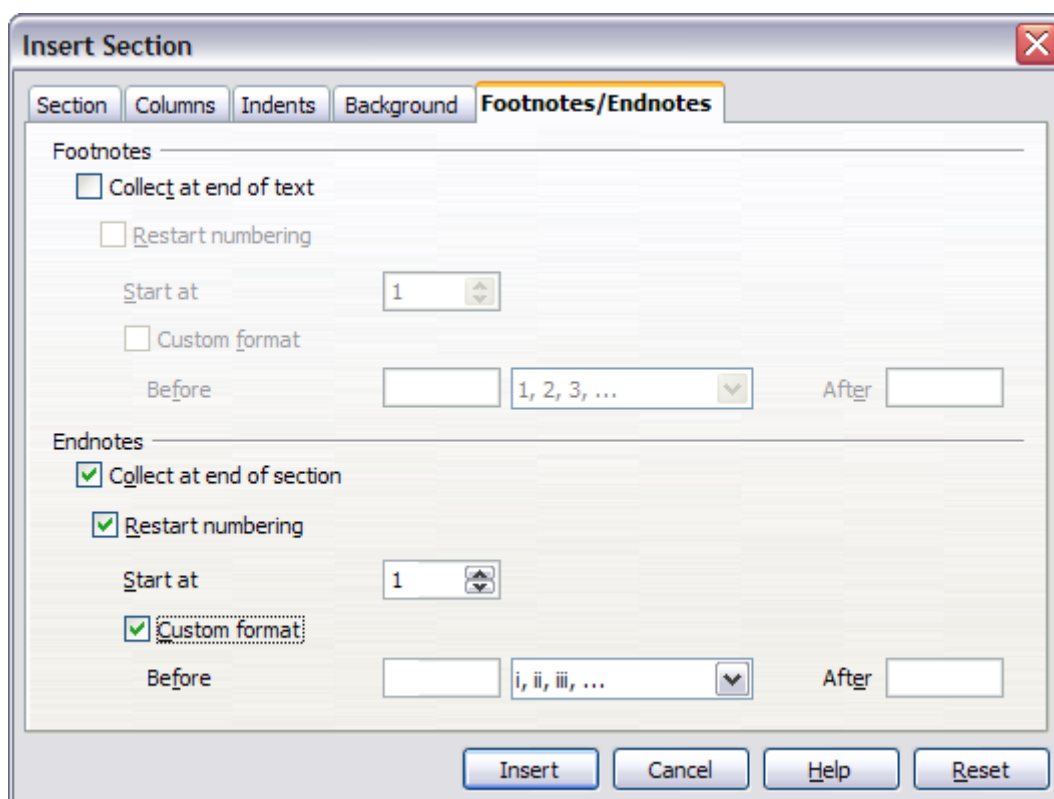 Insert Section
Section Columns Indents Background Footnotes/Endnotes
Footnotes
Collect at end of text
Restart numbering
Start at 1
Custom format
Before 1, 2, 3, ... After
Endnotes
Collect at end of section
Restart numbering
Start at 1
Custom format
Before i, ii, iii, ... After
Insert Cancel Help Reset